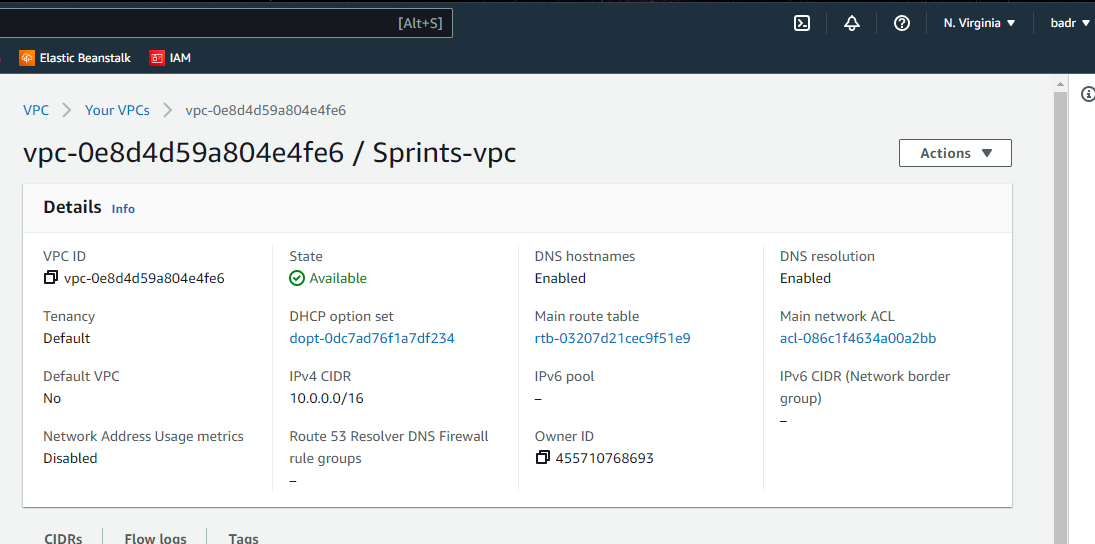 [Alt+S] N. Virginia badr
Elastic Beanstalk IAM
VPC Your VPCs vpc-0e8d4d59a804e4fe6
vpc-0e8d4d59a804e4fe6 / Sprints-vpc Actions
Details Info
VPC ID State DNS hostnames DNS resolution
vpc-0e8d4d59a804e4fe6 Available Enabled Enabled
Tenancy DHCP option set Main route table Main network ACL
Default dopt-0dc7ad76f1a7df234 rtb-03207d21cec9f51e9 acl-086c1f4634a00a2bb
Default VPC IPv4 CIDR IPv6 pool IPv6 CIDR (Network border
No 10.0.0.0/16 – group)
–
Network Address Usage metrics Route 53 Resolver DNS Firewall Owner ID
Disabled rule groups 455710768693
–
CIDRs Flow logs Tags